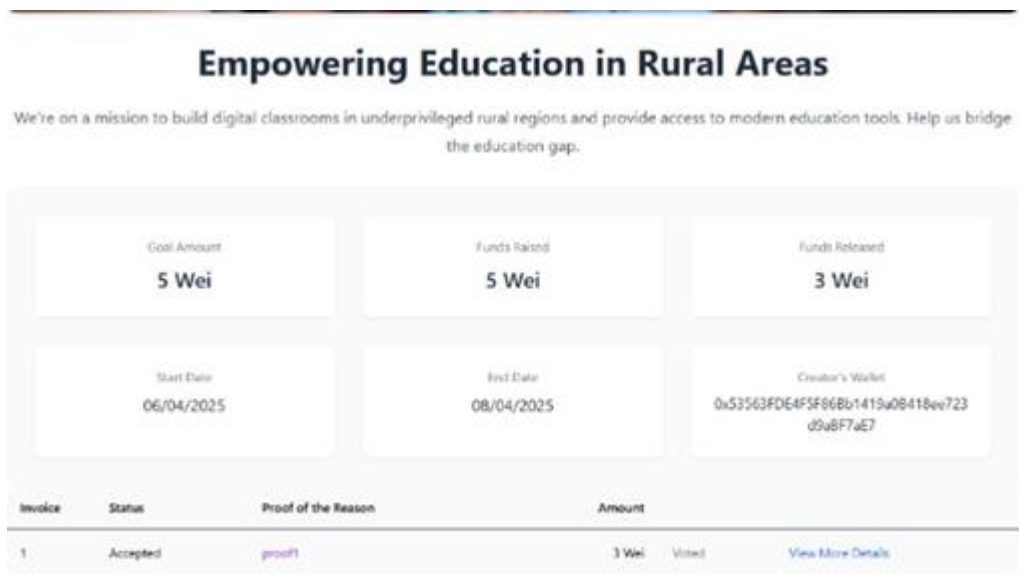 Empowering Education in Rural Areas
We're on a mission to build digital classrooms in underprivileged rural regions and provide access to modern education tools. Help us bridge
the education gap.
Goal Amount
5 Wei
Funds Raised
5 Wei
Funds Released
3 Wei
Start Date
06/04/2025
End Date
08/04/2025
Creator's Wallet
Invoice Status Proof of the Reason Amount
1 Accepted proof1 3 Wei Voted View More Details